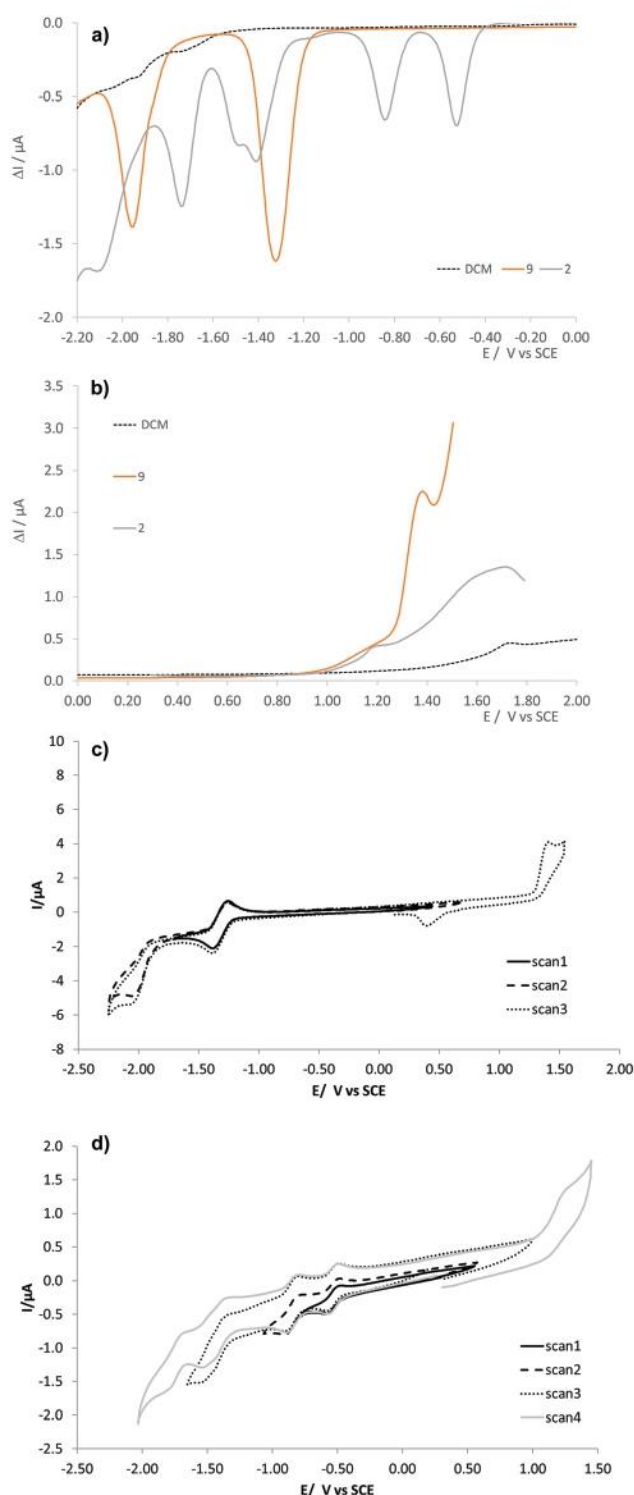 a)
0.0
-0.5
-1.0
-1.5
-2.0
ΔI / µA
DCM 9 2
-2.20 -2.00 -1.80 -1.60 -1.40 -1.20 -1.00 -0.80 -0.60 -0.40 -0.20 0.00
E / V vs SCE
b)
3.5
3.0
2.5
2.0
1.5
1.0
0.5
0.0
ΔI / µA
DCM
9
2
0.00 0.20 0.40 0.60 0.80 1.00 1.20 1.40 1.60 1.80 2.00
E / V vs SCE
c)
10
8
6
4
2
0
-2
-4
-6
-8
I/µA
scan1
scan2
scan3
-2.50 -2.00 -1.50 -1.00 -0.50 0.00 0.50 1.00 1.50 2.00
E/ V vs SCE
d)
2.0
1.5
1.0
0.5
0.0
-0.5
-1.0
-1.5
-2.0
-2.5
I/µA
scan1
scan2
scan3
scan4
-2.50 -2.00 -1.50 -1.00 -0.50 0.00 0.50 1.00 1.50
E/ V vs SCE